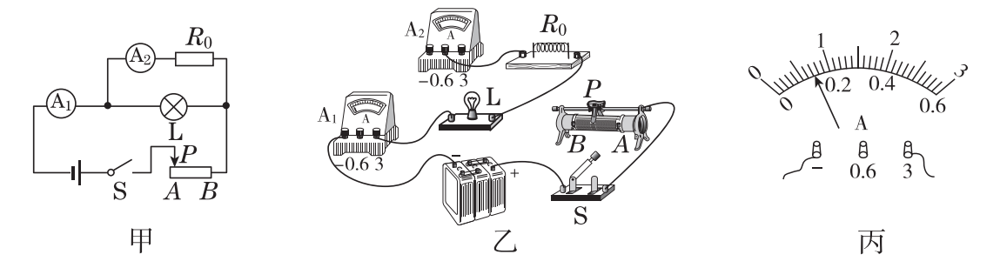 R₀
A₂
A₁
L
P
S
A B
甲
A₂
A
R₀
−0.6 3
L
P
A₁
A
B A
−0.6 3
−
+
S
乙
0 1 2 3
0 0.2 0.4 0.6
A
− 0.6 3
丙